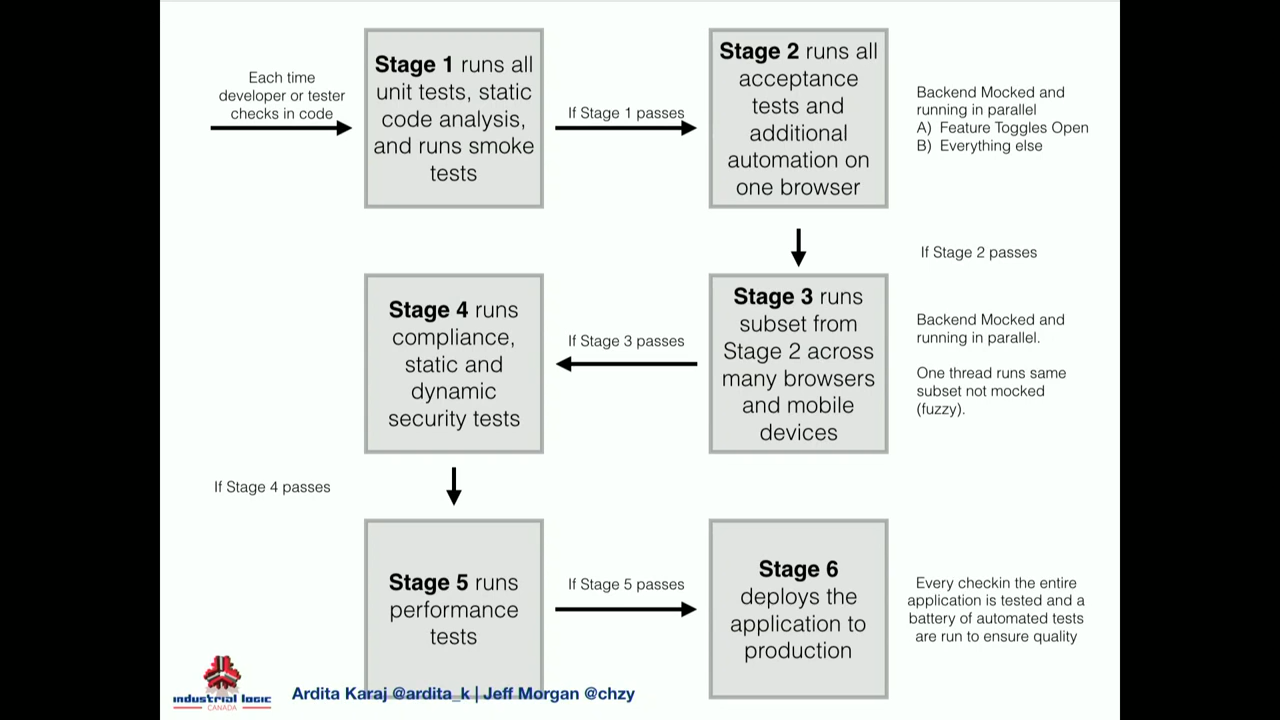 Each time
developer or tester
checks in code
Stage 1 runs all
unit tests, static
code analysis,
and runs smoke
tests
If Stage 1 passes
Stage 2 runs all
acceptance
tests and
additional
automation on
one browser
Backend Mocked and
running in parallel
A) Feature Toggles Open
B) Everything else
If Stage 2 passes
Stage 3 runs
subset from
Stage 2 across
many browsers
and mobile
devices
Backend Mocked and
running in parallel.
One thread runs same
subset not mocked
(fuzzy).
If Stage 3 passes
Stage 4 runs
compliance,
static and
dynamic
security tests
If Stage 4 passes
Stage 5 runs
performance
tests
If Stage 5 passes
Stage 6
deploys the
application to
production
Every checkin the entire
application is tested and a
battery of automated tests
are run to ensure quality
industrial logic
CANADA
Ardita Karaj @ardita_k | Jeff Morgan @chzy